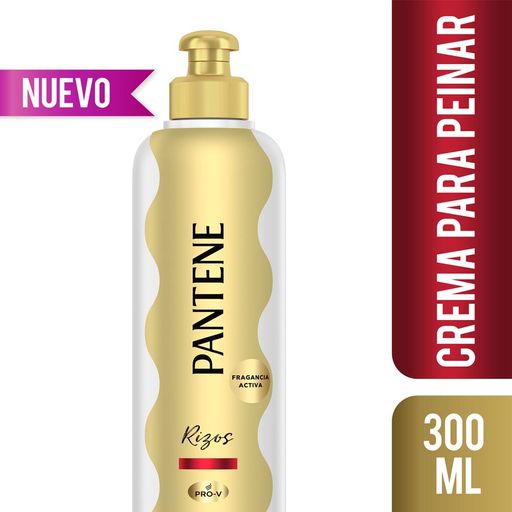 NUEVO
PANTENE
FRAGANCIA
ACTIVA
Rizos
PRO-V
CREMA PARA PEINAR
300
ML